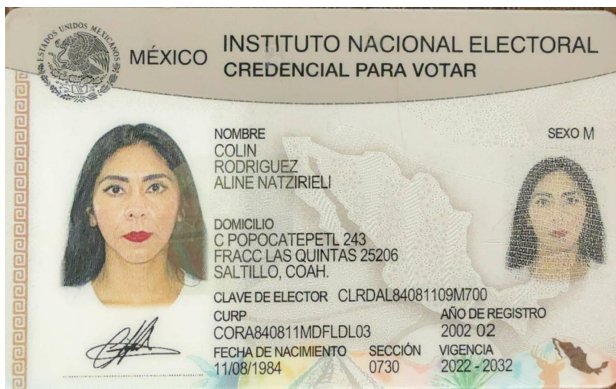 ESTADOS UNIDOS MEXICANOS
MÉXICO INSTITUTO NACIONAL ELECTORAL
CREDENCIAL PARA VOTAR
NOMBRE
SEXO M
COLIN
RODRIGUEZ
ALINE NATZIRIELI
DOMICILIO
C POPOCATEPETL 243
FRACC LAS QUINTAS 25206
SALTILLO, COAH.
CLAVE DE ELECTOR CLRDAL84081109M700
CURP AÑO DE REGISTRO
CORA840811MDFLDL03 2002 02
FECHA DE NACIMIENTO SECCIÓN VIGENCIA
11/08/1984 0730 2022 - 2032